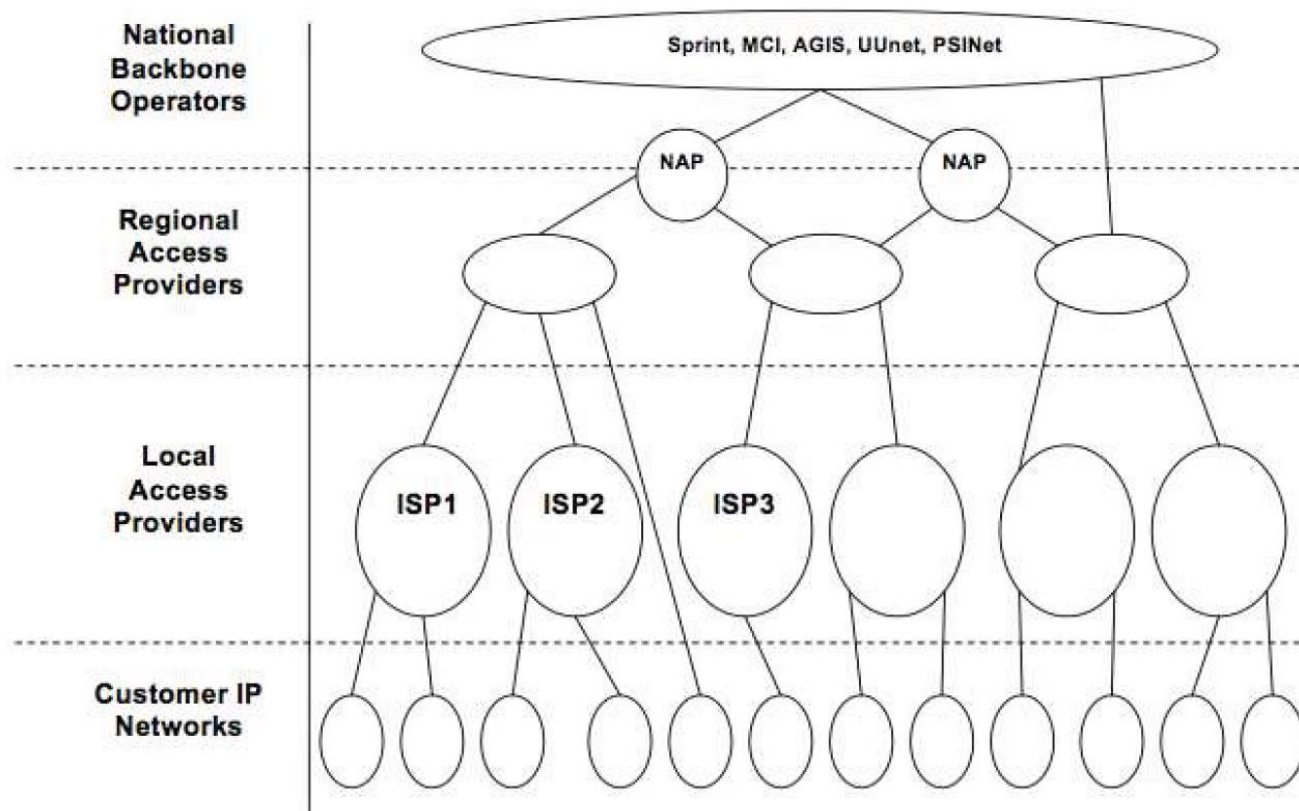 National
Backbone
Operators
Sprint, MCI, AGIS, UUnet, PSINet
NAP
NAP
Regional
Access
Providers
Local
Access
Providers
ISP1
ISP2
ISP3
Customer IP
Networks